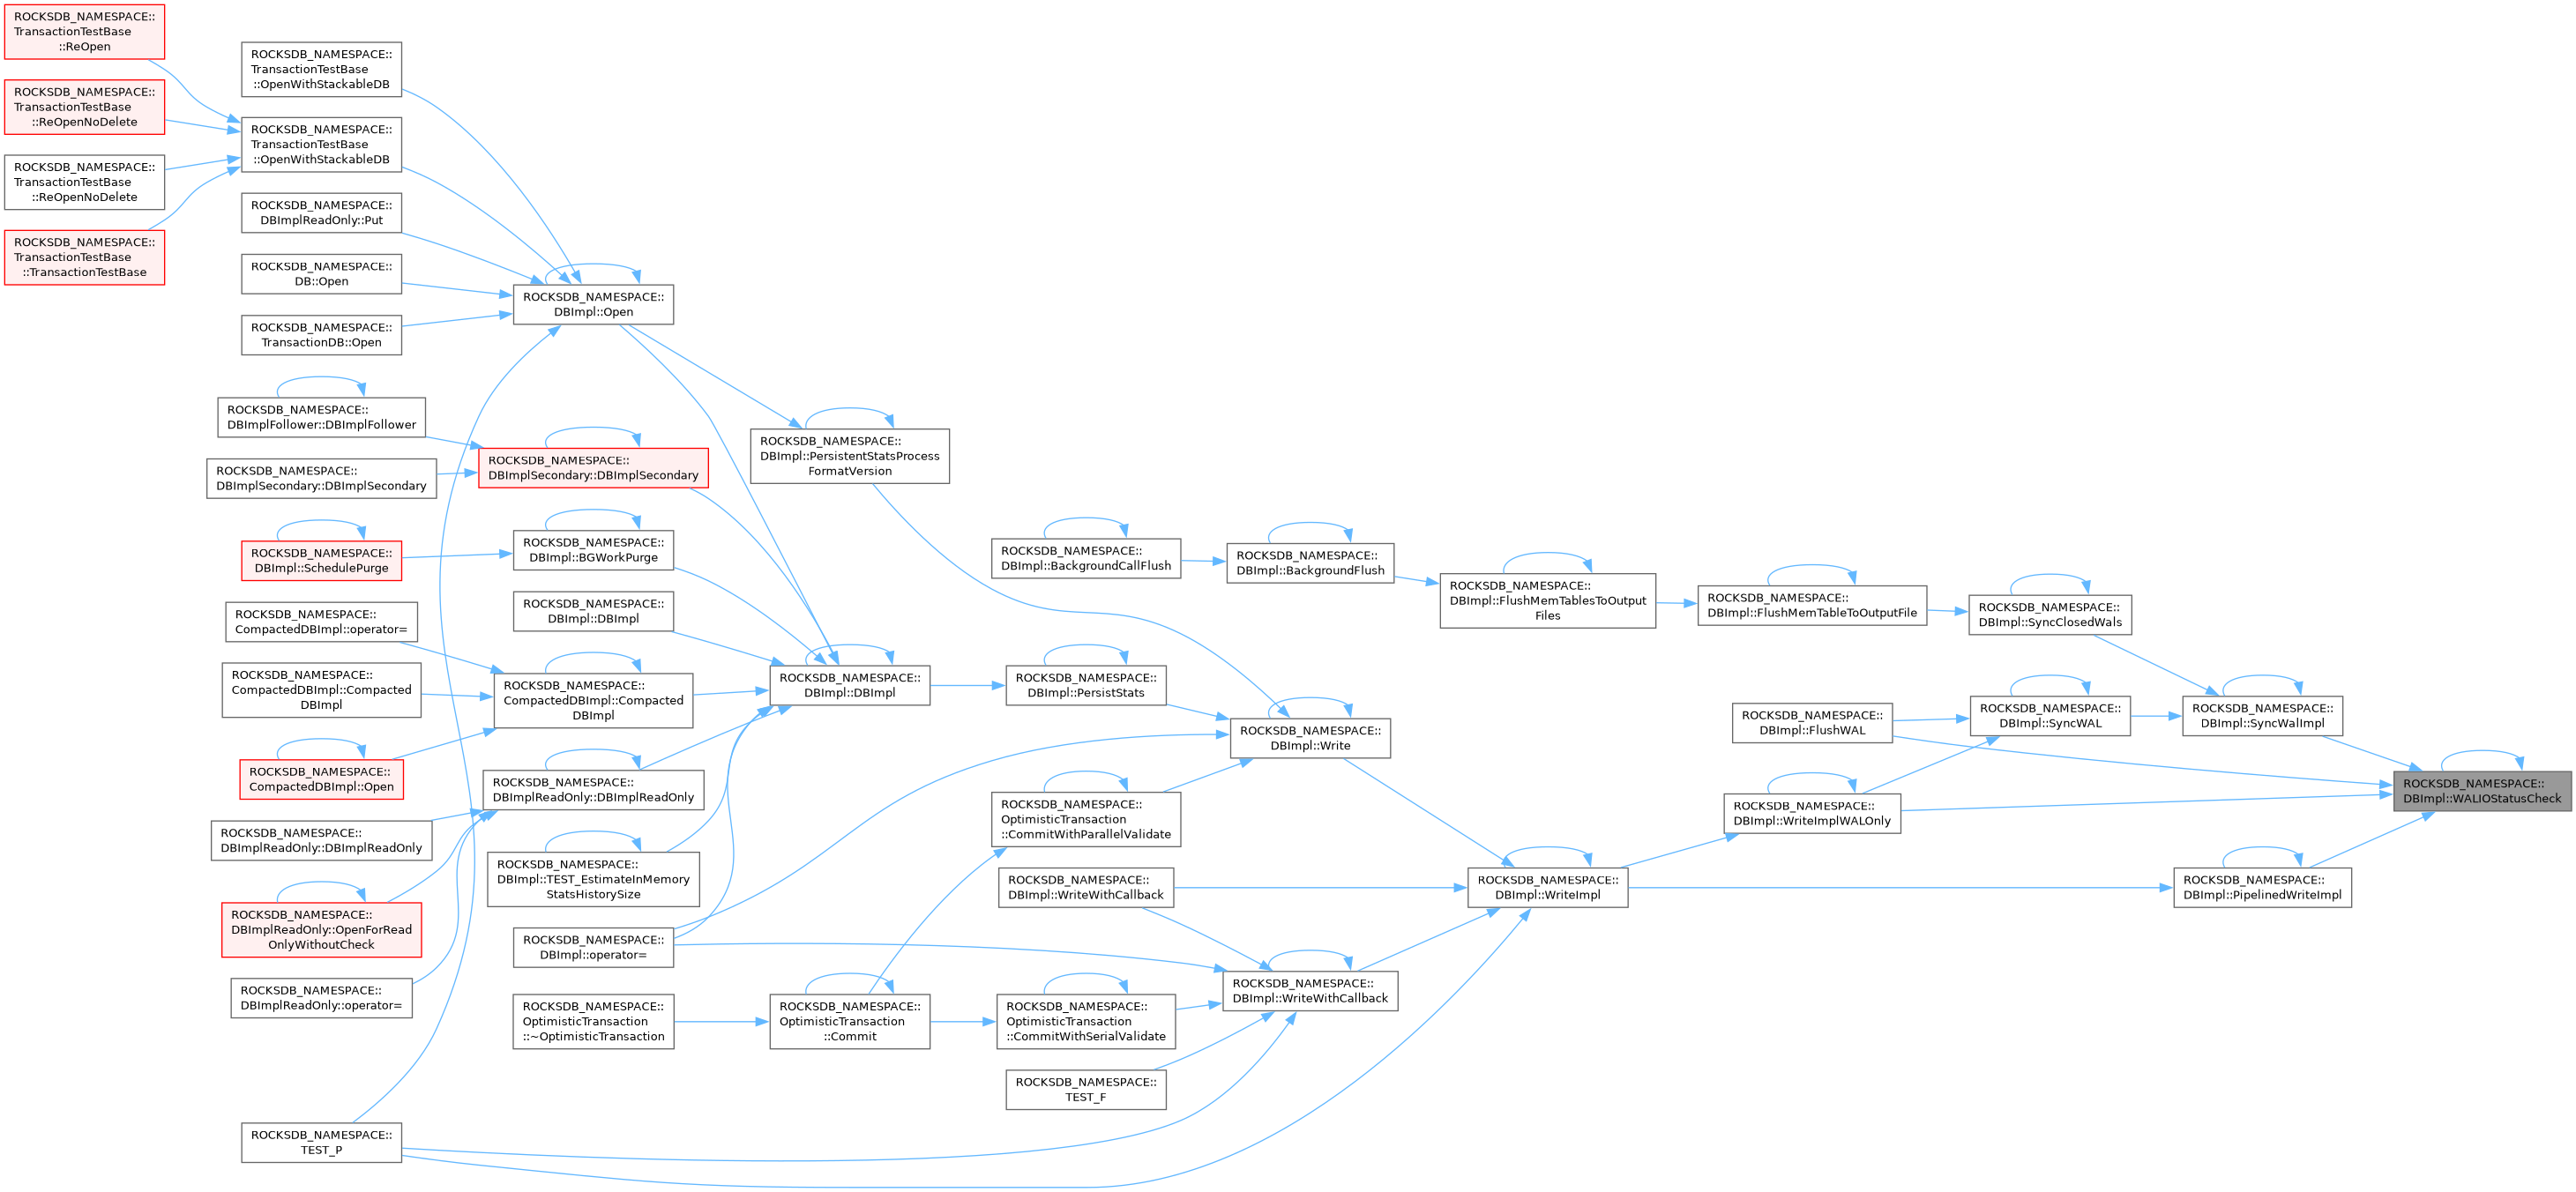 ROCKSDB_NAMESPACE::
TransactionTestBase
::ReOpen
ROCKSDB_NAMESPACE::
TransactionTestBase
::ReOpenNoDelete
ROCKSDB_NAMESPACE::
TransactionTestBase
::ReOpenNoDelete
ROCKSDB_NAMESPACE::
TransactionTestBase
::TransactionTestBase
ROCKSDB_NAMESPACE::
TransactionTestBase
::OpenWithStackableDB
ROCKSDB_NAMESPACE::
TransactionTestBase
::OpenWithStackableDB
ROCKSDB_NAMESPACE::
DBImplReadOnly::Put
ROCKSDB_NAMESPACE::
DB::Open
ROCKSDB_NAMESPACE::
TransactionDB::Open
ROCKSDB_NAMESPACE::
DBImplFollower::DBImplFollower
ROCKSDB_NAMESPACE::
DBImplSecondary::DBImplSecondary
ROCKSDB_NAMESPACE::
DBImpl::SchedulePurge
ROCKSDB_NAMESPACE::
CompactedDBImpl::operator=
ROCKSDB_NAMESPACE::
CompactedDBImpl::Compacted
DBImpl
ROCKSDB_NAMESPACE::
CompactedDBImpl::Open
ROCKSDB_NAMESPACE::
DBImplReadOnly::DBImplReadOnly
ROCKSDB_NAMESPACE::
DBImplReadOnly::OpenForRead
OnlyWithoutCheck
ROCKSDB_NAMESPACE::
DBImplReadOnly::operator=
ROCKSDB_NAMESPACE::
TEST_P
ROCKSDB_NAMESPACE::
DBImpl::Open
ROCKSDB_NAMESPACE::
DBImplSecondary::DBImplSecondary
ROCKSDB_NAMESPACE::
DBImpl::BGWorkPurge
ROCKSDB_NAMESPACE::
DBImpl::DBImpl
ROCKSDB_NAMESPACE::
CompactedDBImpl::Compacted
DBImpl
ROCKSDB_NAMESPACE::
DBImplReadOnly::DBImplReadOnly
ROCKSDB_NAMESPACE::
DBImpl::TEST_EstimateInMemory
StatsHistorySize
ROCKSDB_NAMESPACE::
DBImpl::operator=
ROCKSDB_NAMESPACE::
OptimisticTransaction
::~OptimisticTransaction
ROCKSDB_NAMESPACE::
DBImpl::PersistentStatsProcess
FormatVersion
ROCKSDB_NAMESPACE::
DBImpl::DBImpl
ROCKSDB_NAMESPACE::
OptimisticTransaction
::Commit
ROCKSDB_NAMESPACE::
DBImpl::BackgroundCallFlush
ROCKSDB_NAMESPACE::
DBImpl::PersistStats
ROCKSDB_NAMESPACE::
OptimisticTransaction
::CommitWithParallelValidate
ROCKSDB_NAMESPACE::
DBImpl::WriteWithCallback
ROCKSDB_NAMESPACE::
OptimisticTransaction
::CommitWithSerialValidate
ROCKSDB_NAMESPACE::
TEST_F
ROCKSDB_NAMESPACE::
DBImpl::BackgroundFlush
ROCKSDB_NAMESPACE::
DBImpl::Write
ROCKSDB_NAMESPACE::
DBImpl::WriteWithCallback
ROCKSDB_NAMESPACE::
DBImpl::FlushMemTablesToOutput
Files
ROCKSDB_NAMESPACE::
DBImpl::WriteImpl
ROCKSDB_NAMESPACE::
DBImpl::FlushMemTableToOutputFile
ROCKSDB_NAMESPACE::
DBImpl::FlushWAL
ROCKSDB_NAMESPACE::
DBImpl::WriteImplWALOnly
ROCKSDB_NAMESPACE::
DBImpl::SyncClosedWals
ROCKSDB_NAMESPACE::
DBImpl::SyncWAL
ROCKSDB_NAMESPACE::
DBImpl::SyncWalImpl
ROCKSDB_NAMESPACE::
DBImpl::PipelinedWriteImpl
ROCKSDB_NAMESPACE::
DBImpl::WALIOStatusCheck